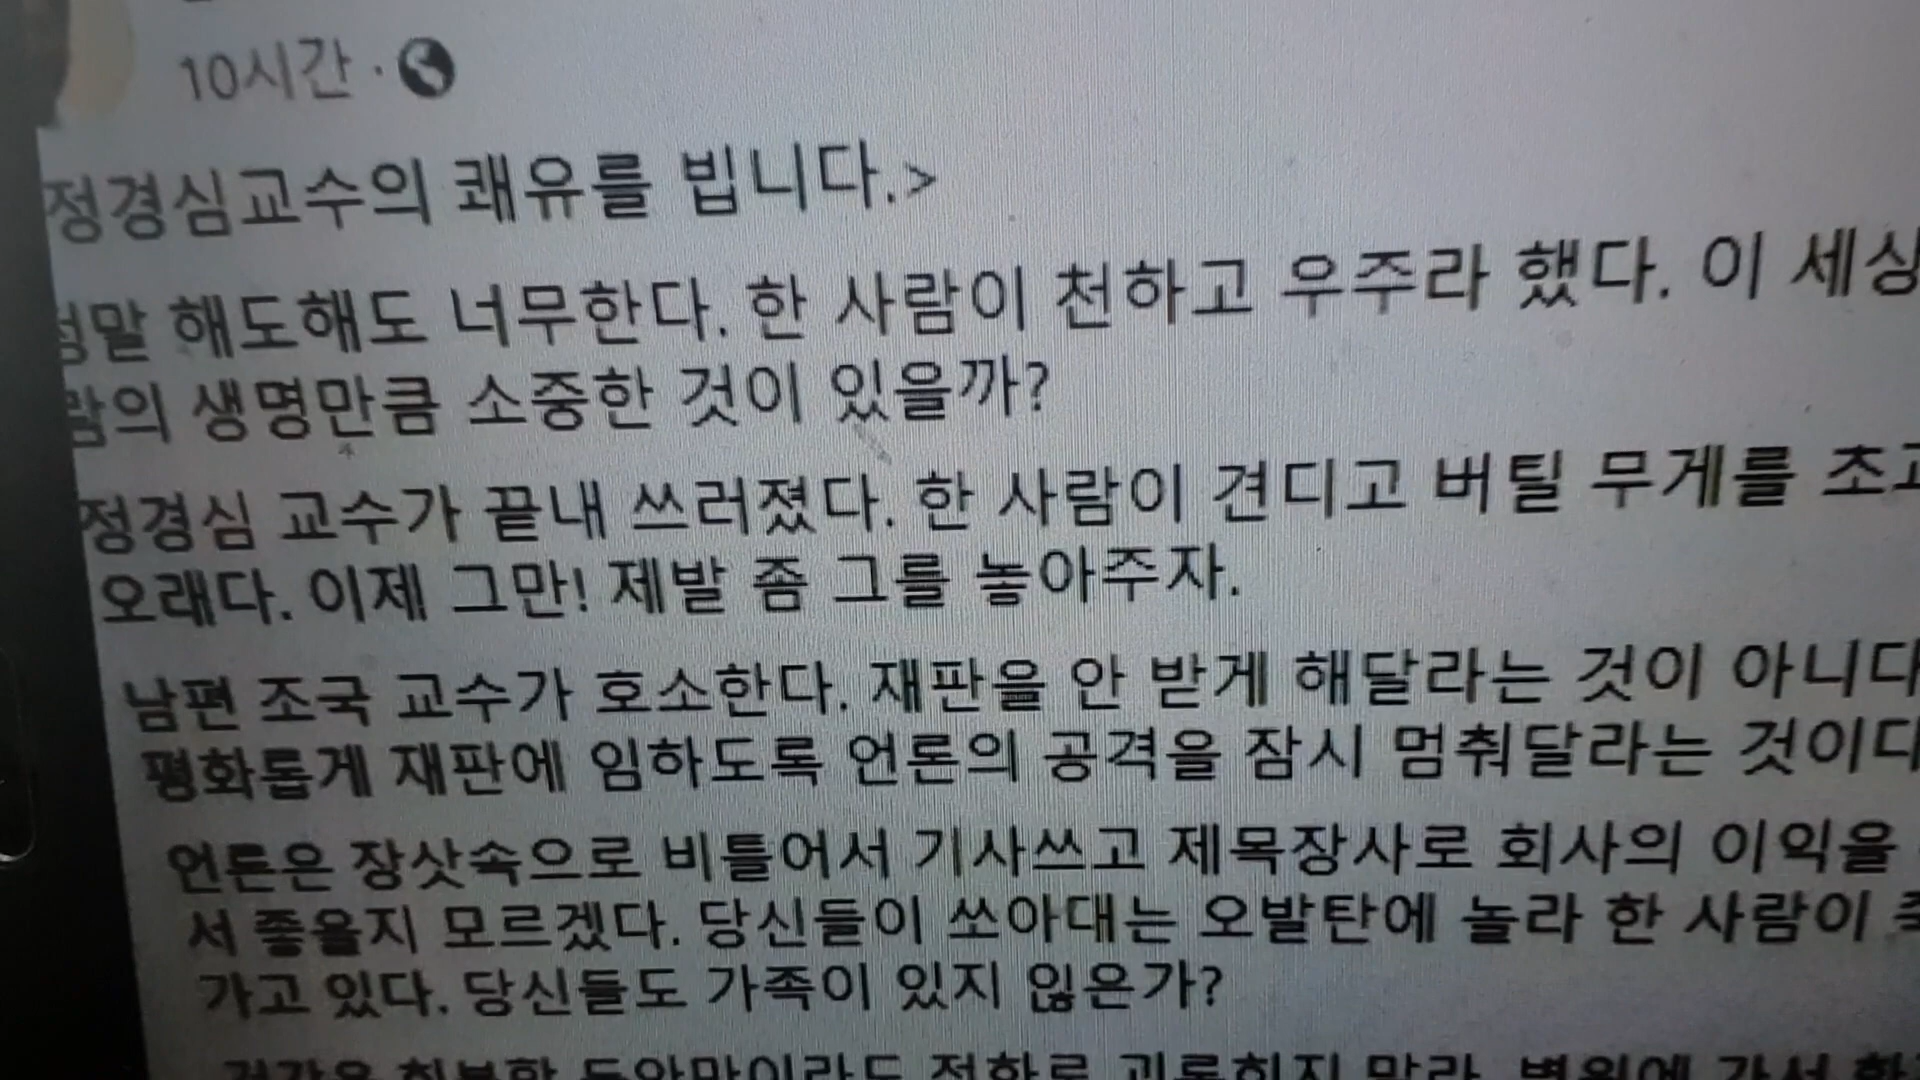 10시간 ·
정경심교수의 쾌유를 빕니다.>
해도해도 너무한다. 한 사람이 천하고 우주라 했다. 이 세상
생명만큼 소중한 것이 있을까?
정경심 교수가 끝내 쓰러졌다. 한 사람이 견디고 버틸 무게를
오래다. 이제 그만! 제발 좀 그를 놓아주자.
남편 조국 교수가 호소한다. 재판을 안 받게 해달라는 것이 아니다
평화롭게 재판에 임하도록 언론의 공격을 잠시 멈춰달라는 것이다
언론은 장삿속으로 비틀어서 기사쓰고 제목장사로 회사의 이익을
서 좋을지 모르겠다. 당신들이 쏘아대는 오발탄에 놀라 한 사람이
가고 있다. 당신들도 가족이 있지 않은가?